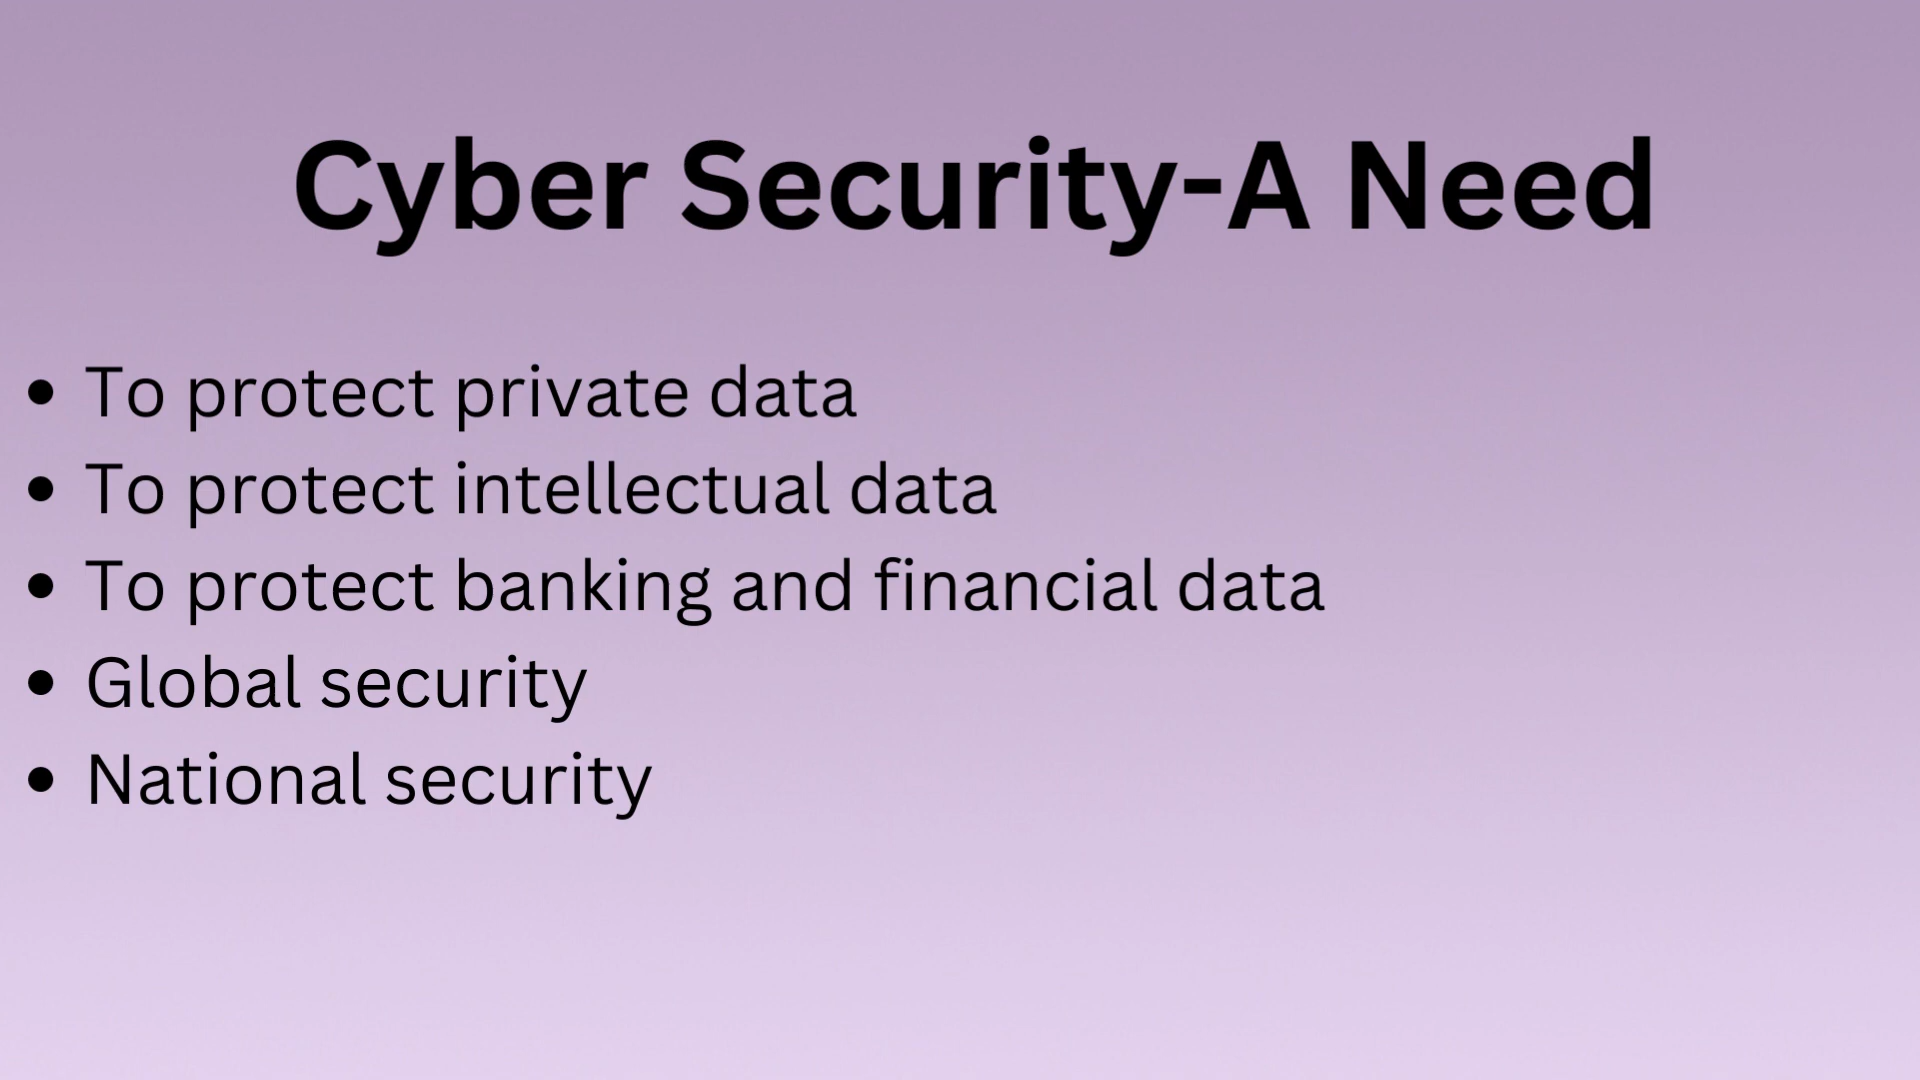 Cyber Security-A Need
• To protect private data
• To protect intellectual data
• To protect banking and financial data
• Global security
• National security